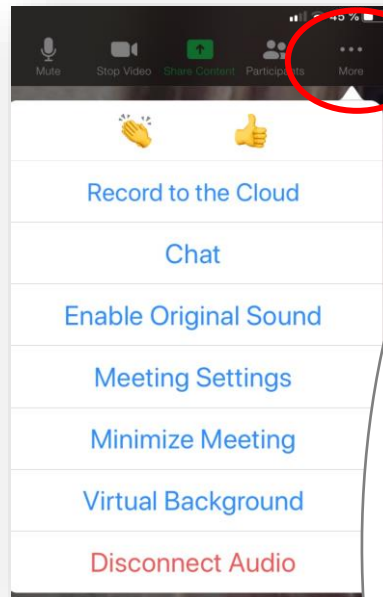 45 %
Mute Stop Video Share Content Participants More
Record to the Cloud
Chat
Enable Original Sound
Meeting Settings
Minimize Meeting
Virtual Background
Disconnect Audio